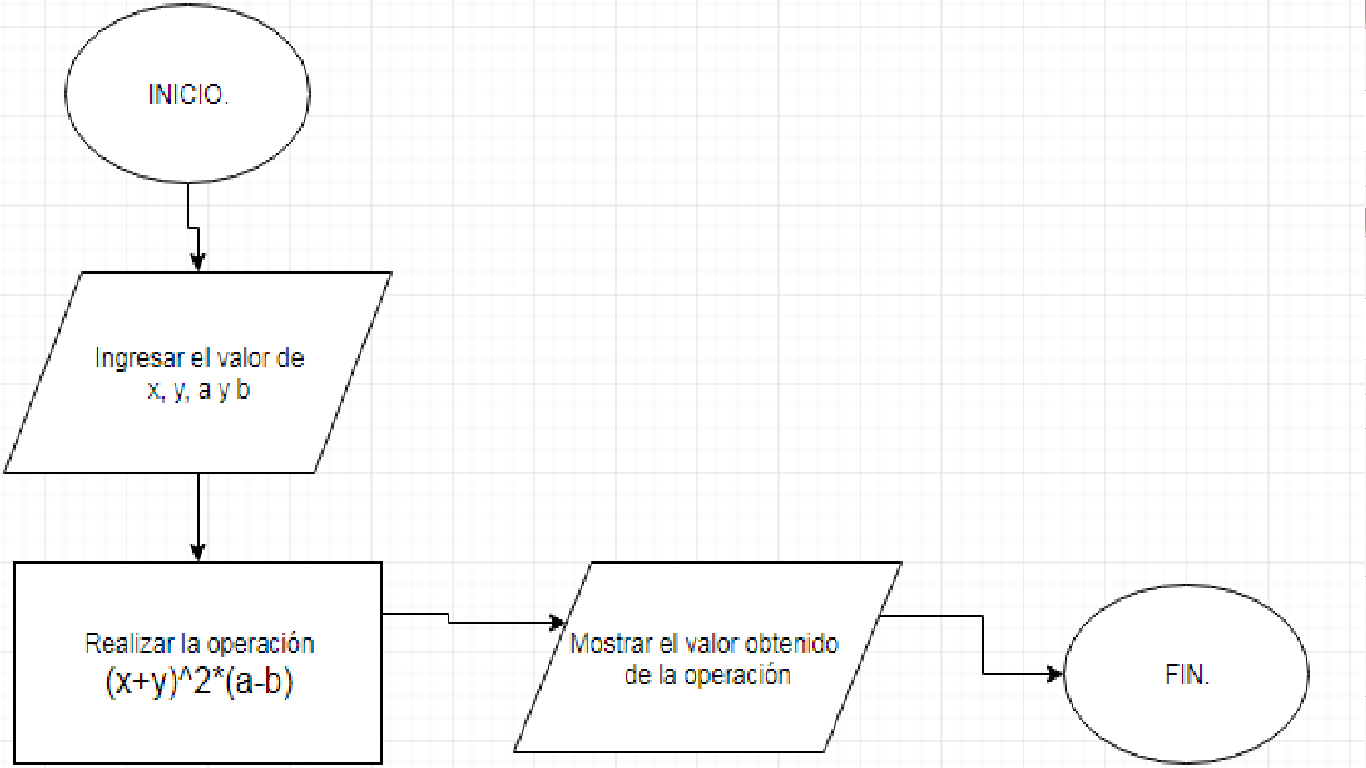 INICIO.
Ingresar el valor de
x, y, a y b
Realizar la operación
(x+y)^2*(a-b)
Mostrar el valor obtenido
de la operación
FIN.